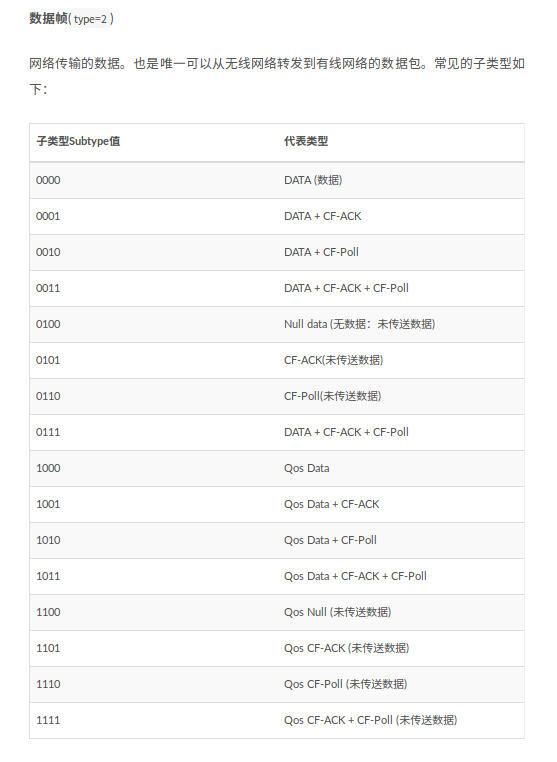 数据帧( type=2 )
网络传输的数据。也是唯一可以从无线网络转发到有线网络的数据包。常见的子类型如
下：
子类型Subtype值 代表类型
0000 DATA (数据)
0001 DATA + CF-ACK
0010 DATA + CF-Poll
0011 DATA + CF-ACK + CF-Poll
0100 Null data (无数据：未传送数据)
0101 CF-ACK(未传送数据)
0110 CF-Poll(未传送数据)
0111 DATA + CF-ACK + CF-Poll
1000 Qos Data
1001 Qos Data + CF-ACK
1010 Qos Data + CF-Poll
1011 Qos Data + CF-ACK + CF-Poll
1100 Qos Null (未传送数据)
1101 Qos CF-ACK (未传送数据)
1110 Qos CF-Poll (未传送数据)
1111 Qos CF-ACK + CF-Poll (未传送数据)